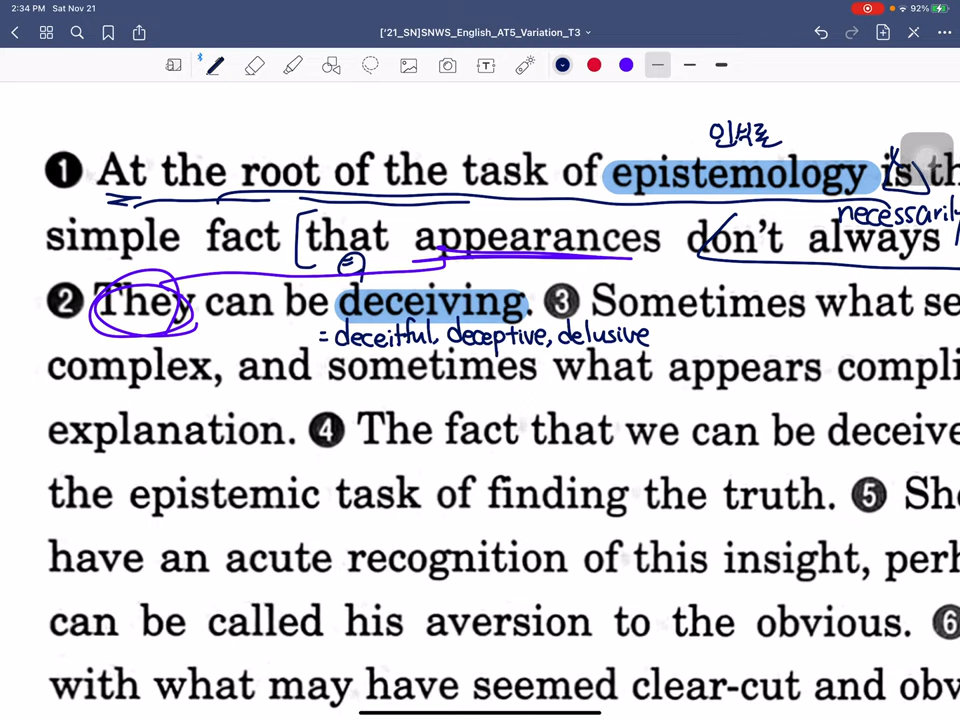 2:34 PM Sat Nov 21
92%
['21_SN]SNWS_English_AT5_Variation_T3
인식론
❶ At the root of the task of epistemology is th
necessaril
simple fact [that appearances don't always
=
❷ They can be deceiving. ❸ Sometimes what se
= deceitful, deceptive, delusive
complex, and sometimes what appears compli
explanation. ❹ The fact that we can be deceive
the epistemic task of finding the truth. ❺ She
have an acute recognition of this insight, perh
can be called his aversion to the obvious. ❻
with what may have seemed clear-cut and obv